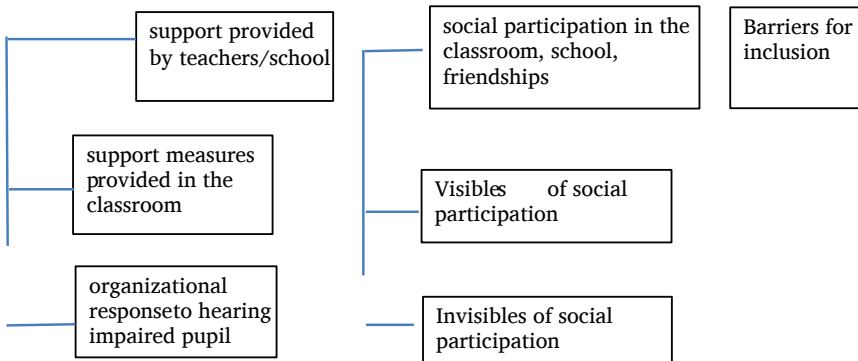 support provided
by teachers/school
support measures
provided in the
classroom
organizational
responseto hearing
impaired pupil
social participation in the
classroom, school,
friendships
Visibles of social
participation
Invisibles of social
participation
Barriers for
inclusion